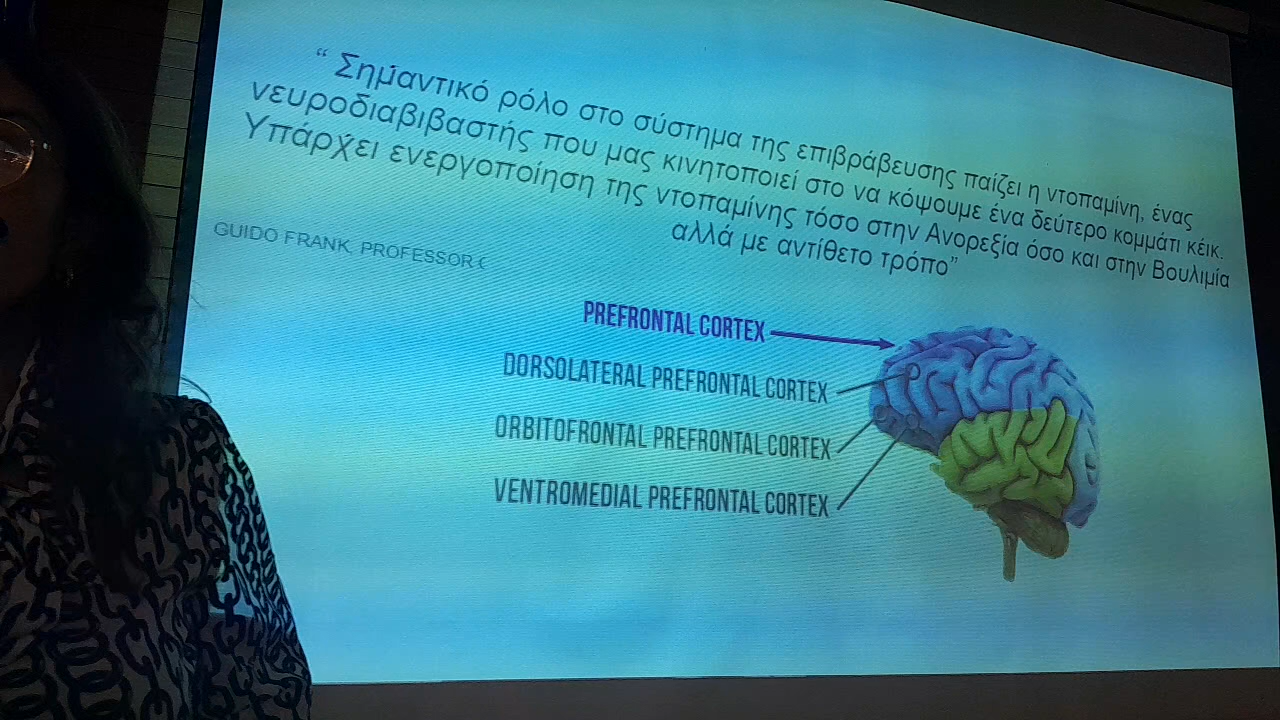 “ Σημαντικό ρόλο στο σύστημα της επιβράβευσης παίζει η ντοπαμίνη, ένας
νευροδιαβιβαστής που μας κινητοποιεί στο να κόψουμε ένα δεύτερο κομμάτι κέικ.
Υπάρχει ενεργοποίηση της ντοπαμίνης τόσο στην Ανορεξία όσο και στην Βουλιμία
αλλά με αντίθετο τρόπο”
GUIDO FRANK, PROFESSOR
PREFRONTAL CORTEX
DORSOLATERAL PREFRONTAL CORTEX
ORBITOFRONTAL PREFRONTAL CORTEX
VENTROMEDIAL PREFRONTAL CORTEX